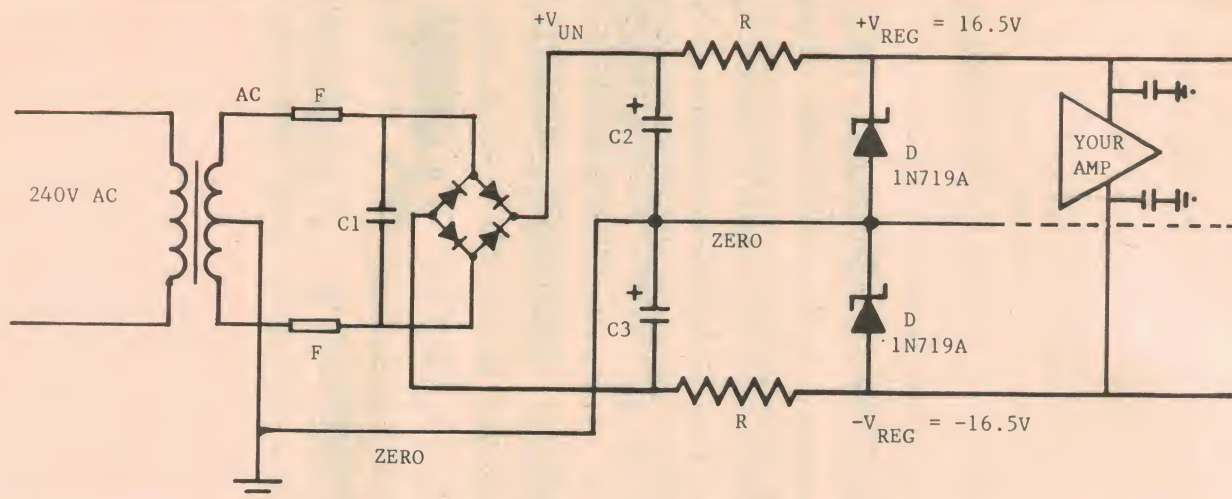 +V_UN
R
+V_REG = 16.5V
AC
F
+
C2
D
1N719A
YOUR
AMP
240V AC
C1
ZERO
+
C3
D
1N719A
F
R
-V_REG = -16.5V
ZERO